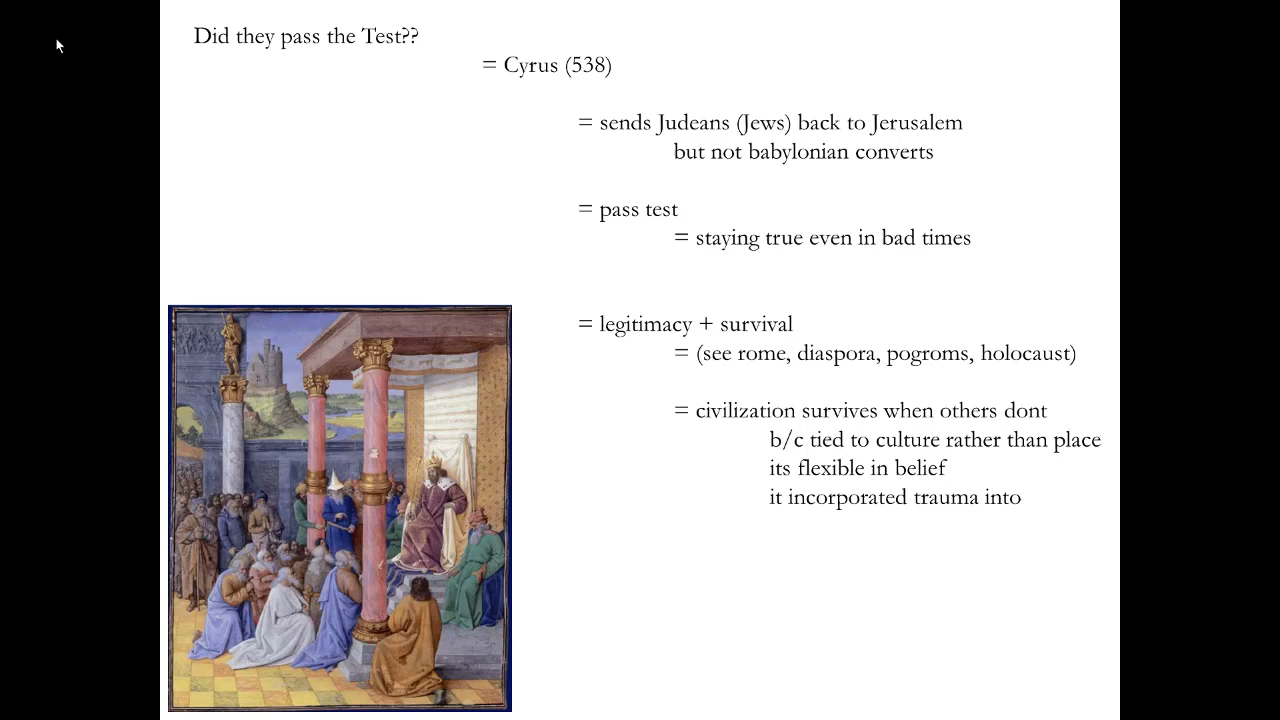 Did they pass the Test??
= Cyrus (538)
= sends Judeans (Jews) back to Jerusalem
but not babylonian converts
= pass test
= staying true even in bad times
= legitimacy + survival
= (see rome, diaspora, pogroms, holocaust)
= civilization survives when others dont
b/c tied to culture rather than place
its flexible in belief
it incorporated trauma into